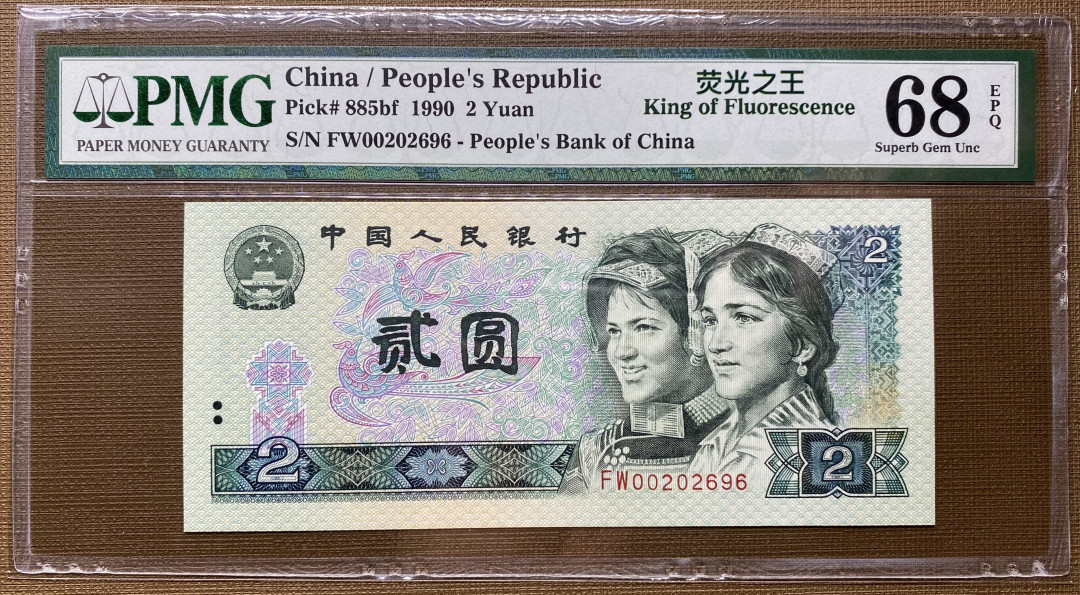 PMG
PAPER MONEY GUARANTY
China / People's Republic
Pick# 885bf 1990 2 Yuan
S/N FW00202696 - People's Bank of China
荧光之王
King of Fluorescence
68
EPQ
Superb Gem Unc
中国人民银行
2
贰圆
2
FW00202696
2